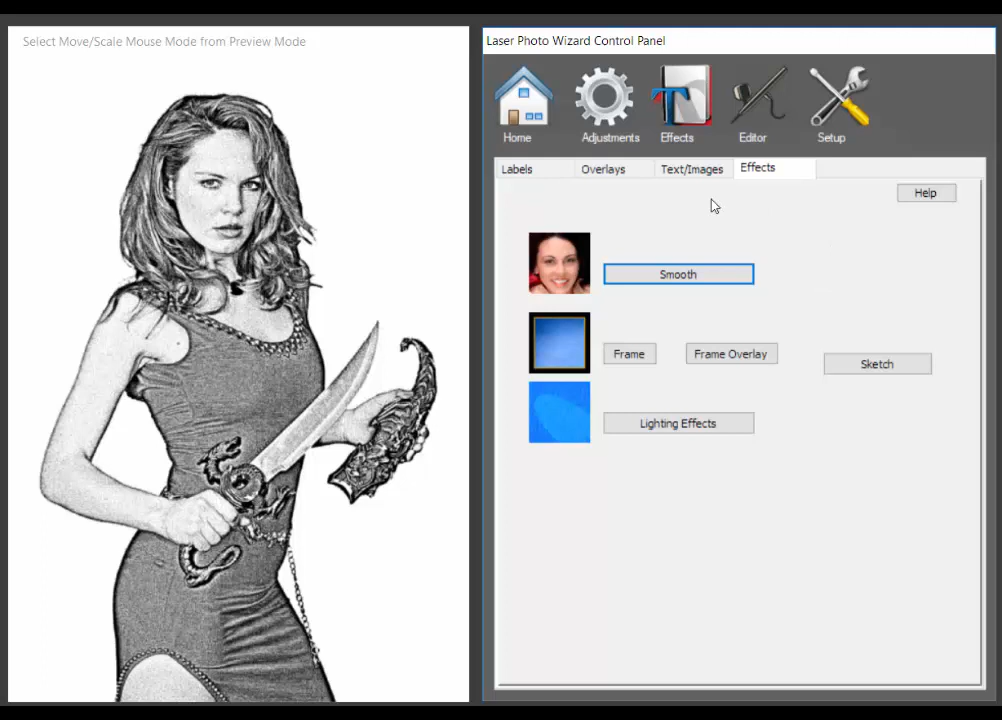 Select Move/Scale Mouse Mode from Preview Mode
Laser Photo Wizard Control Panel
Home Adjustments Effects Editor Setup
Labels Overlays Text/Images Effects
Help
Smooth
Frame Frame Overlay Sketch
Lighting Effects